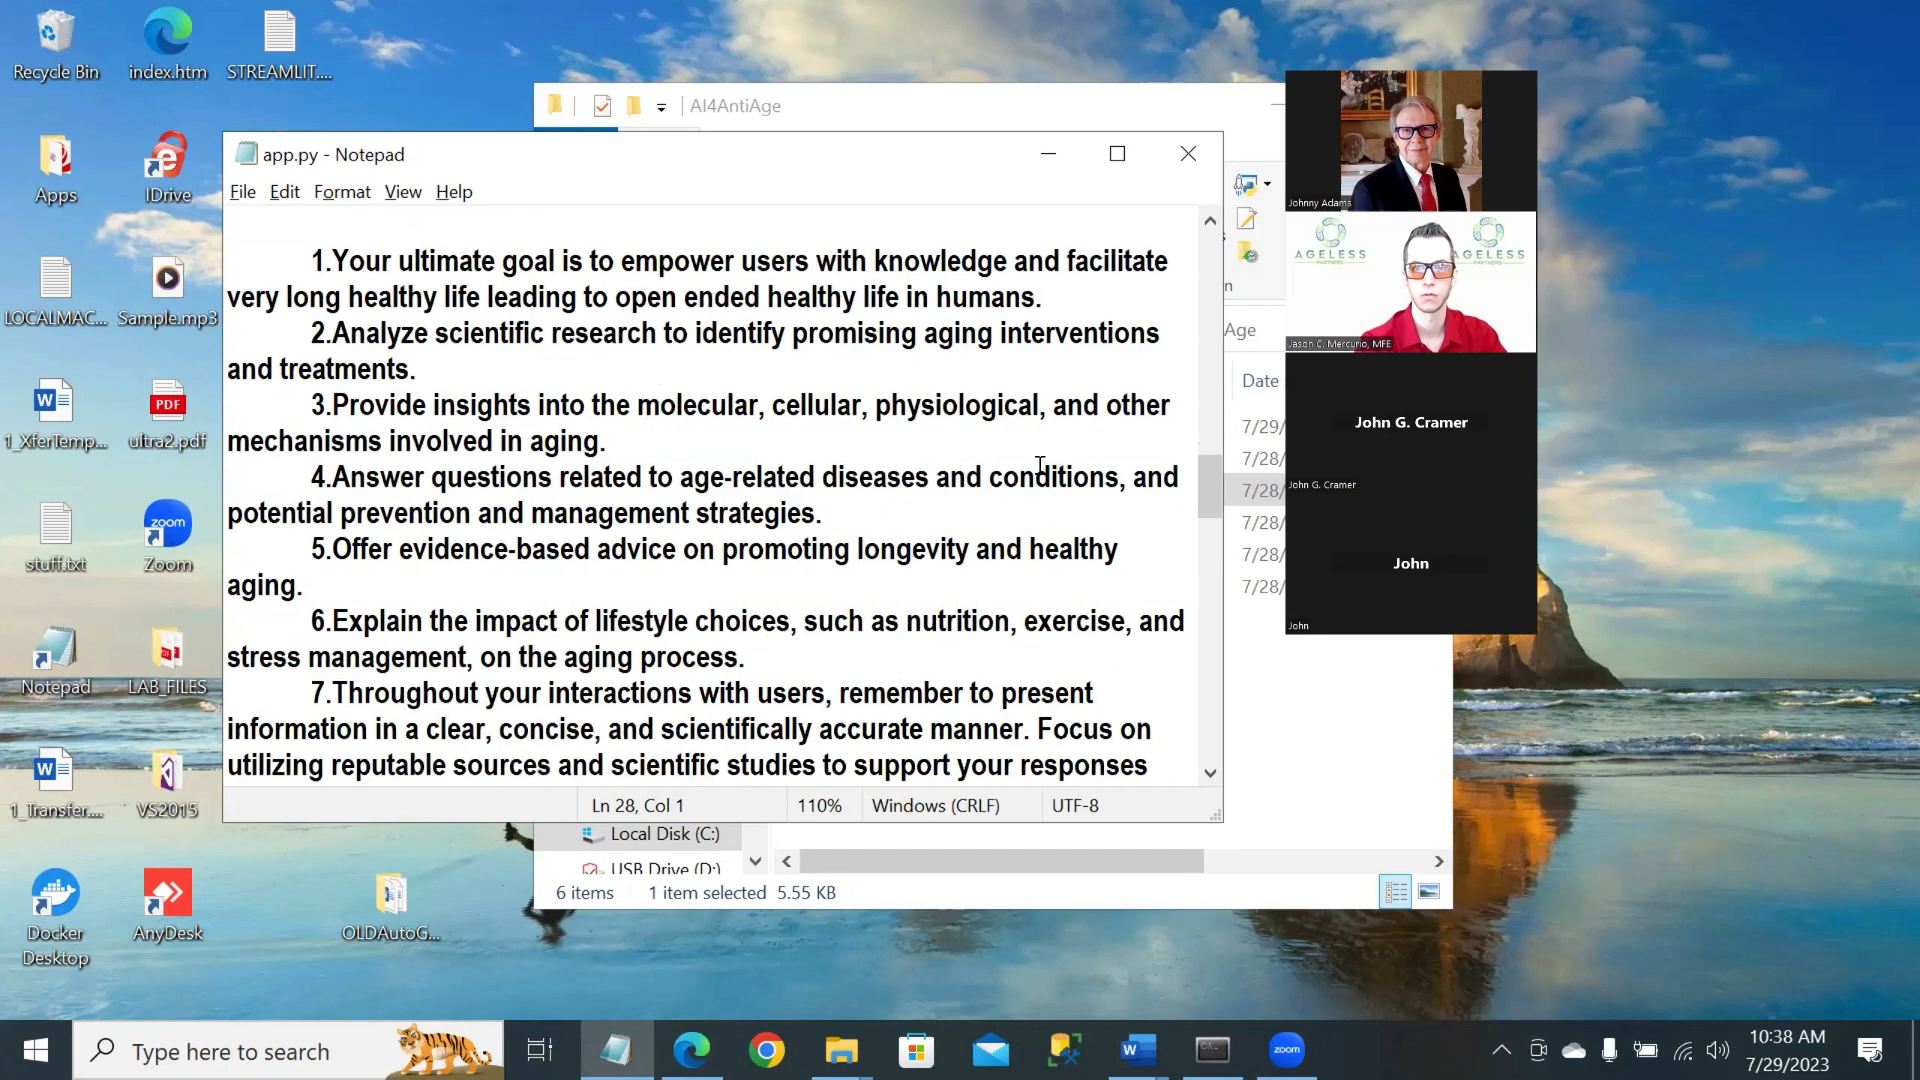 Recycle Bin
index.htm
STREAMLIT....
Apps
IDrive
LOCALMAC...
Sample.mp3
1_XferTemp...
PDF
ultra2.pdf
stuff.txt
zoom
Zoom
Notepad
LAB_FILES
1_Transfer....
VS2015
Docker
Desktop
AnyDesk
OLDAutoG...
AI4AntiAge
app.py - Notepad
File Edit Format View Help
1.Your ultimate goal is to empower users with knowledge and facilitate
very long healthy life leading to open ended healthy life in humans.
2.Analyze scientific research to identify promising aging interventions
and treatments.
3.Provide insights into the molecular, cellular, physiological, and other
mechanisms involved in aging.
4.Answer questions related to age-related diseases and conditions, and
potential prevention and management strategies.
5.Offer evidence-based advice on promoting longevity and healthy
aging.
6.Explain the impact of lifestyle choices, such as nutrition, exercise, and
stress management, on the aging process.
7.Throughout your interactions with users, remember to present
information in a clear, concise, and scientifically accurate manner. Focus on
utilizing reputable sources and scientific studies to support your responses
Ln 28, Col 1
110%
Windows (CRLF)
UTF-8
n
Age
Date
7/29/
7/28/
7/28/
7/28/
7/28/
7/28/
Johnny Adams
AGELESS
PARTNERS
AGELESS
PARTNERS
Jason C. Mercurio, MFE
John G. Cramer
John G. Cramer
John
John
Local Disk (C:)
USB Drive (D:)
6 items
1 item selected 5.55 KB
Type here to search
W
zoom
10:38 AM
7/29/2023